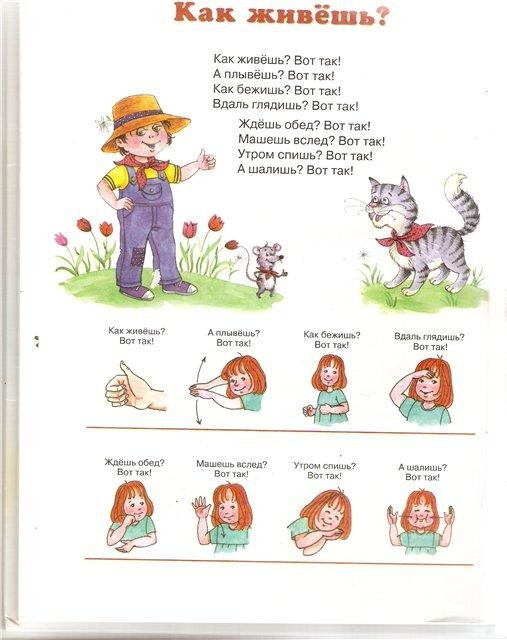 Как живёшь?
Как живёшь? Вот так!
А плывёшь? Вот так!
Как бежишь? Вот так!
Вдаль глядишь? Вот так!
Ждёшь обед? Вот так!
Машешь вслед? Вот так!
Утром спишь? Вот так!
А шалишь? Вот так!
Как живёшь?
Вот так!
А плывёшь?
Вот так!
Как бежишь?
Вот так!
Вдаль глядишь?
Вот так!
Ждёшь обед?
Вот так!
Машешь вслед?
Вот так!
Утром спишь?
Вот так!
А шалишь?
Вот так!